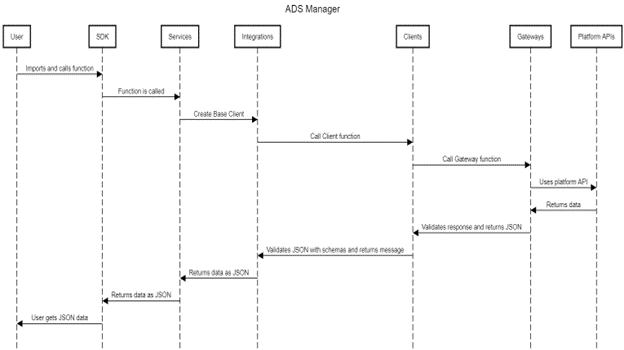 ADS Manager
User
SDK
Services
Integrations
Clients
Gateways
Platform APIs
Imports and calls function
Function is called
Create Base Client
Call Client function
Call Gateway function
Uses platform API
Returns data
Validates response and returns JSON
Validates JSON with schemas and returns message
Returns data as JSON
Returns data as JSON
User gets JSON data